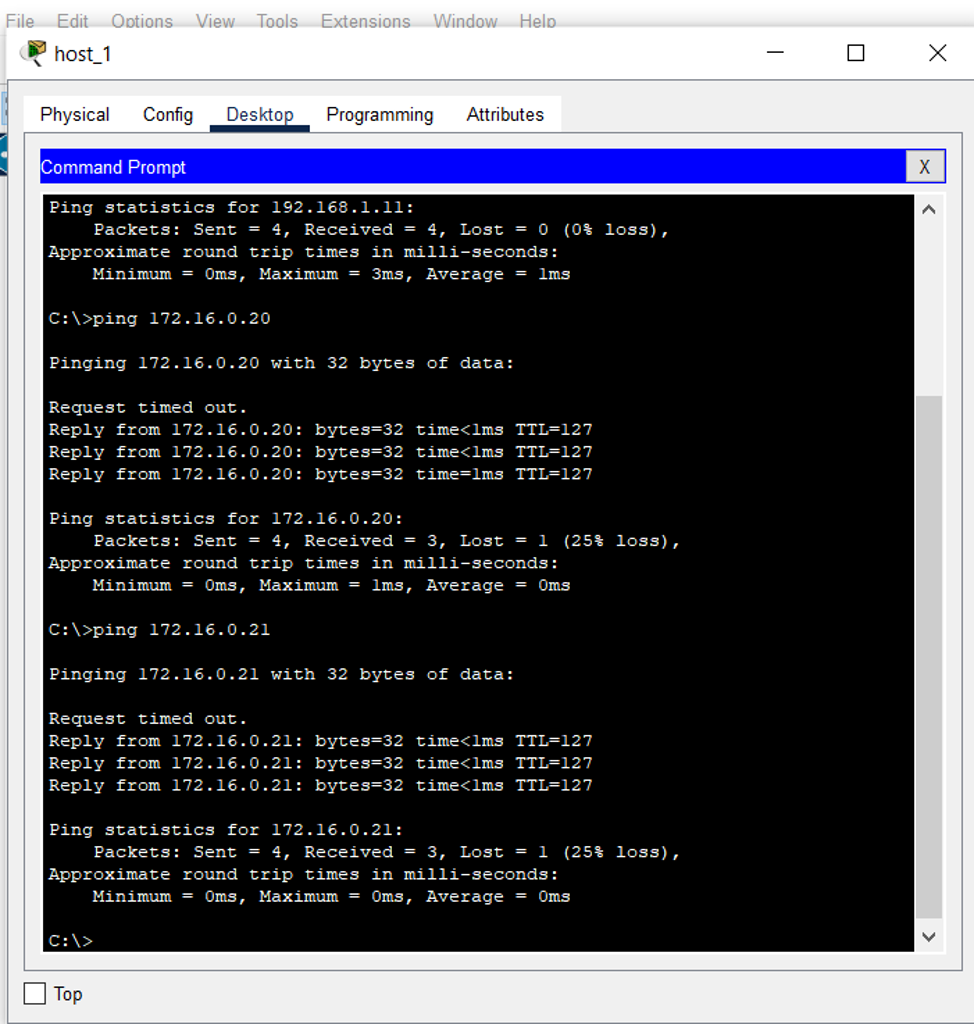 File Edit Options View Tools Extensions Window Help
host_1
Physical Config Desktop Programming Attributes
Command Prompt X
Ping statistics for 192.168.1.11:
    Packets: Sent = 4, Received = 4, Lost = 0 (0% loss),
Approximate round trip times in milli-seconds:
    Minimum = 0ms, Maximum = 3ms, Average = 1ms
C:\>ping 172.16.0.20
Pinging 172.16.0.20 with 32 bytes of data:
Request timed out.
Reply from 172.16.0.20: bytes=32 time<1ms TTL=127
Reply from 172.16.0.20: bytes=32 time<1ms TTL=127
Reply from 172.16.0.20: bytes=32 time=1ms TTL=127
Ping statistics for 172.16.0.20:
    Packets: Sent = 4, Received = 3, Lost = 1 (25% loss),
Approximate round trip times in milli-seconds:
    Minimum = 0ms, Maximum = 1ms, Average = 0ms
C:\>ping 172.16.0.21
Pinging 172.16.0.21 with 32 bytes of data:
Request timed out.
Reply from 172.16.0.21: bytes=32 time<1ms TTL=127
Reply from 172.16.0.21: bytes=32 time<1ms TTL=127
Reply from 172.16.0.21: bytes=32 time<1ms TTL=127
Ping statistics for 172.16.0.21:
    Packets: Sent = 4, Received = 3, Lost = 1 (25% loss),
Approximate round trip times in milli-seconds:
    Minimum = 0ms, Maximum = 0ms, Average = 0ms
C:\>
Top